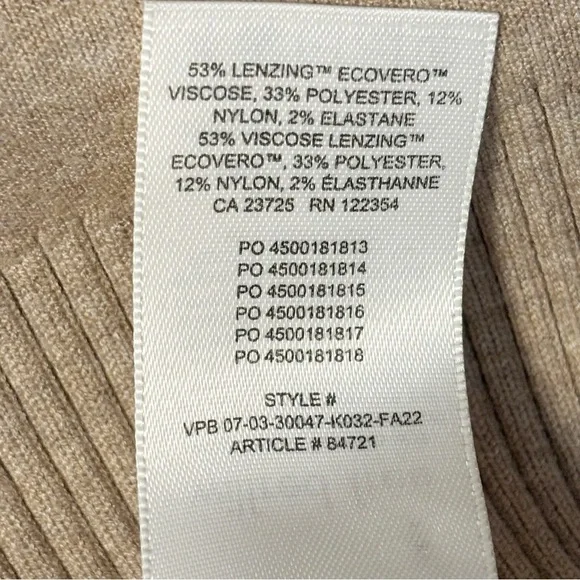 53% LENZING™ ECOVERO™
VISCOSE, 33% POLYESTER, 12%
NYLON, 2% ELASTANE
53% VISCOSE LENZING™
ECOVERO™, 33% POLYESTER,
12% NYLON, 2% ÉLASTHANNE
CA 23725 RN 122354
PO 4500181813
PO 4500181814
PO 4500181815
PO 4500181816
PO 4500181817
PO 4500181818
STYLE #
VPB 07-03-30047-K032-FA22
ARTICLE # 84721